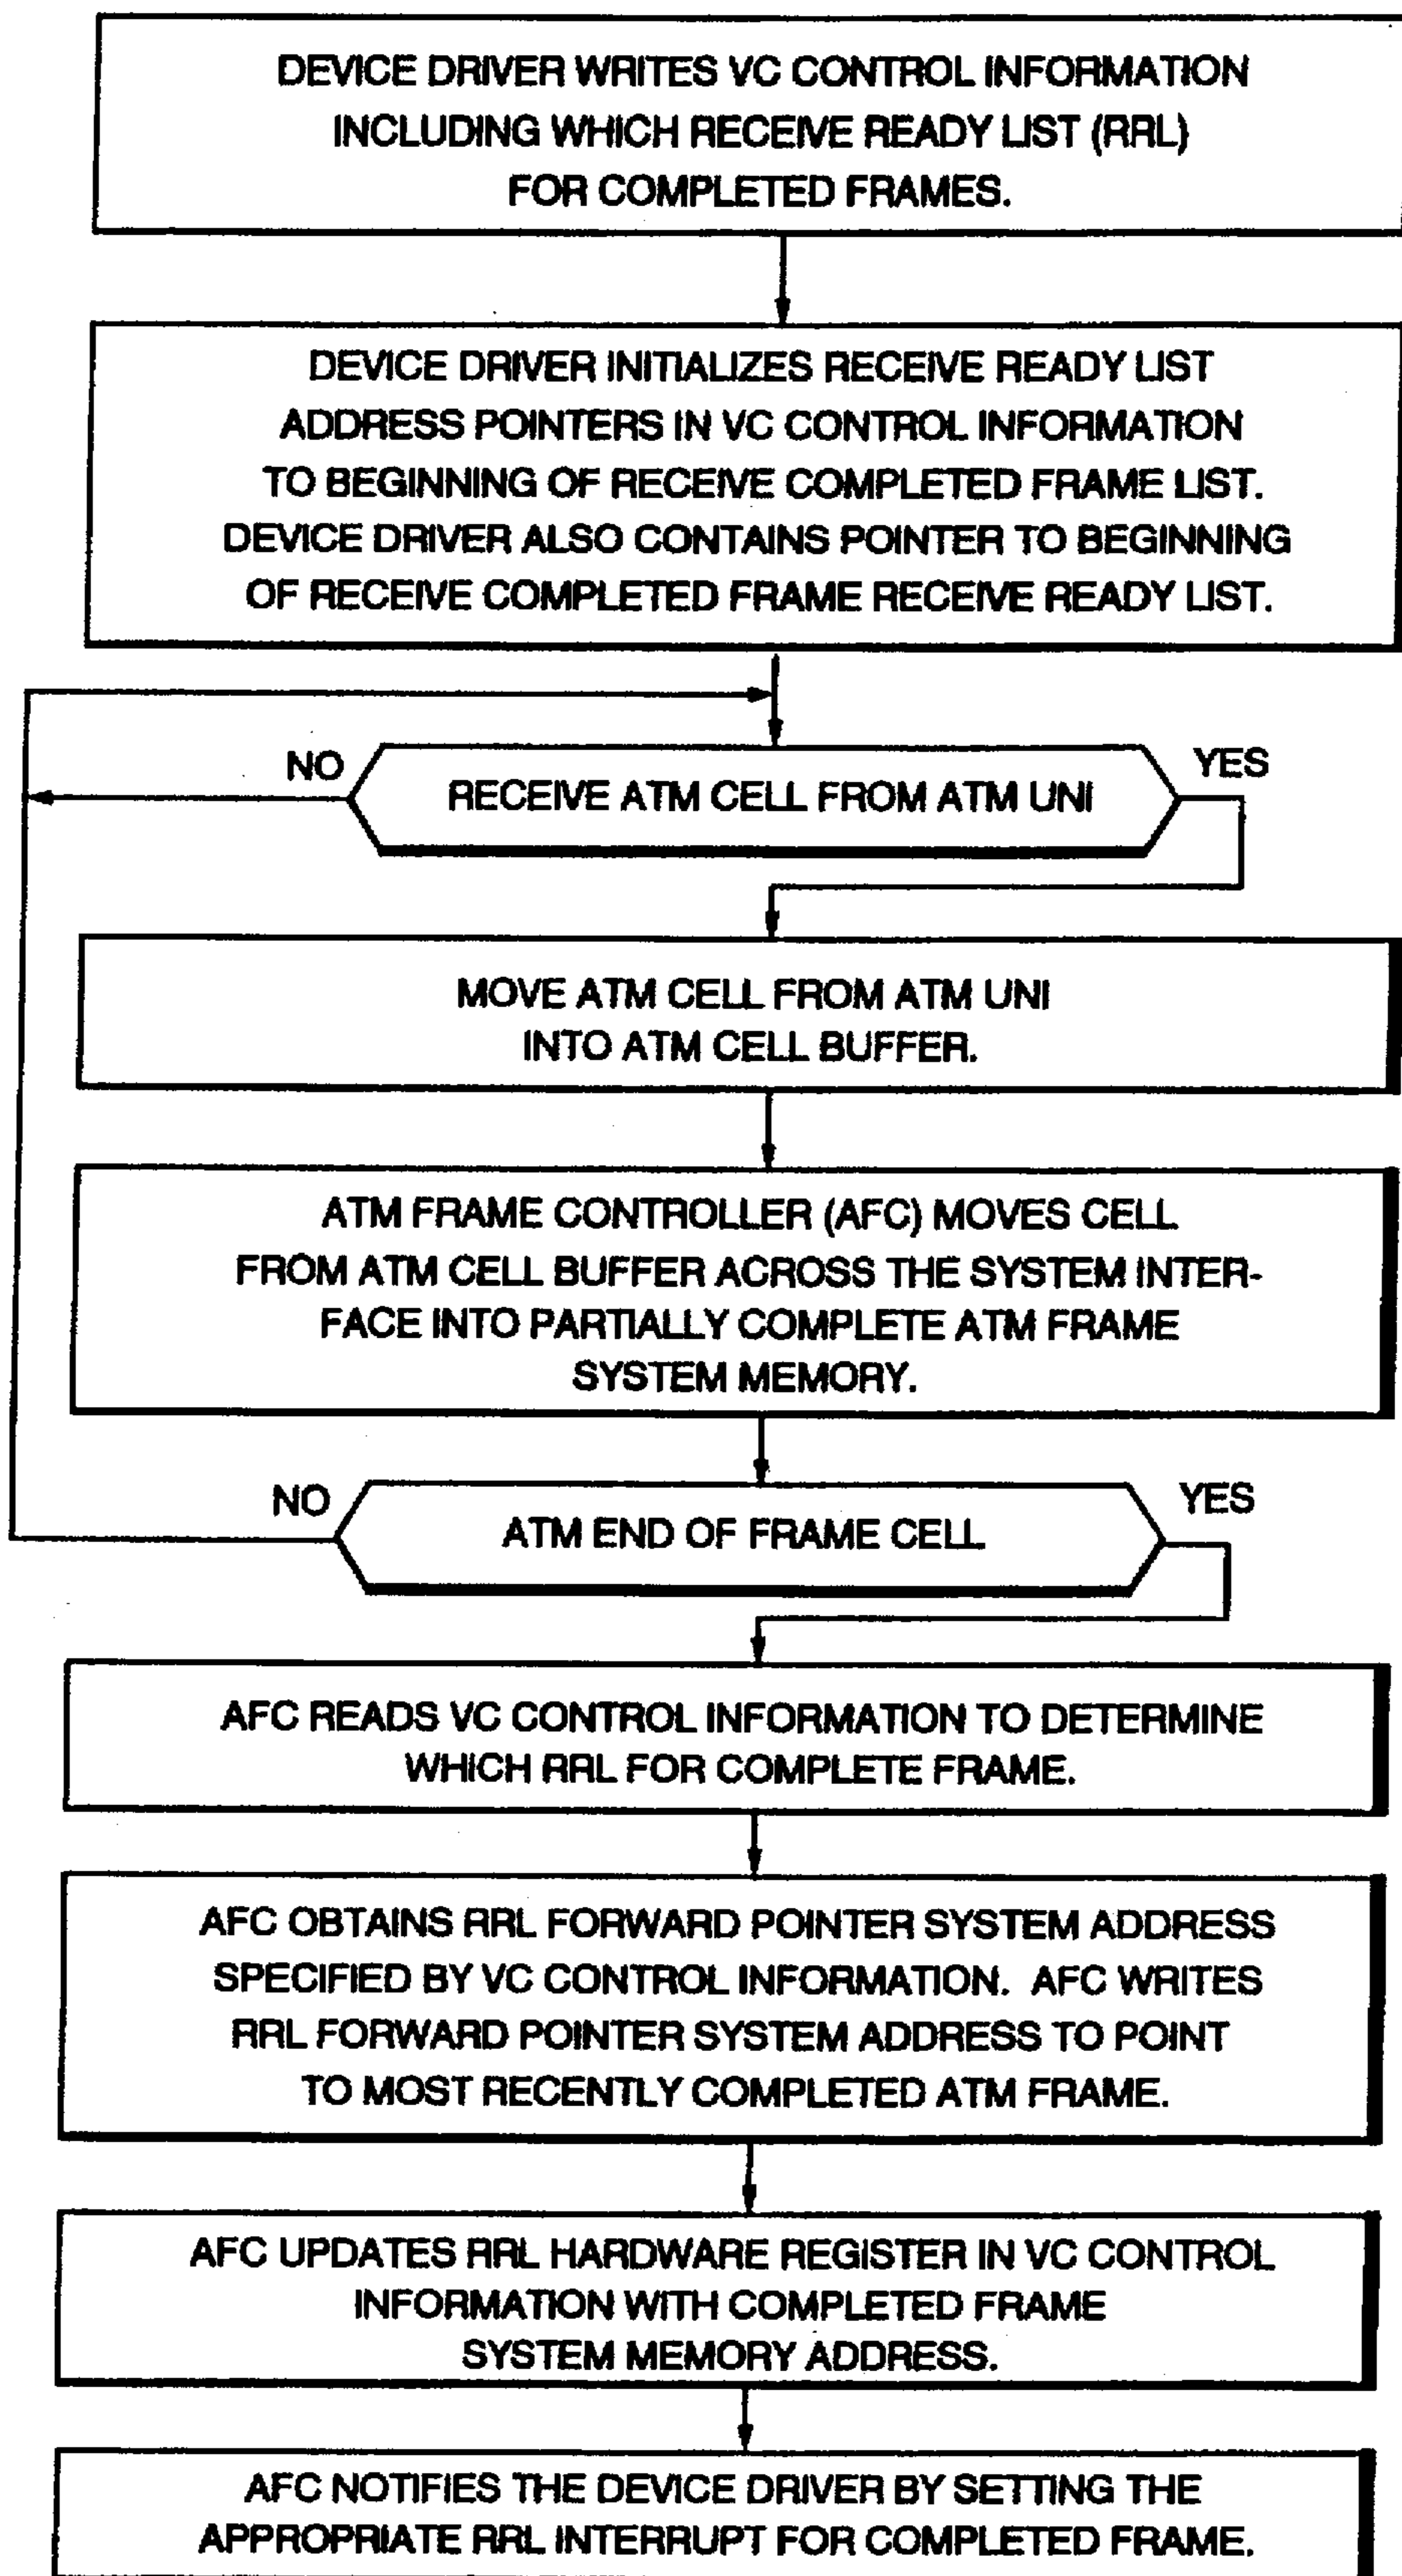 DEVICE DRIVER WRITES VC CONTROL INFORMATION
INCLUDING WHICH RECEIVE READY LIST (RRL)
FOR COMPLETED FRAMES.
DEVICE DRIVER INITIALIZES RECEIVE READY LIST
ADDRESS POINTERS IN VC CONTROL INFORMATION
TO BEGINNING OF RECEIVE COMPLETED FRAME LIST.
DEVICE DRIVER ALSO CONTAINS POINTER TO BEGINNING
OF RECEIVE COMPLETED FRAME RECEIVE READY LIST.
NO
YES
RECEIVE ATM CELL FROM ATM UNI
MOVE ATM CELL FROM ATM UNI
INTO ATM CELL BUFFER.
ATM FRAME CONTROLLER (AFC) MOVES CELL
FROM ATM CELL BUFFER ACROSS THE SYSTEM INTER-
FACE INTO PARTIALLY COMPLETE ATM FRAME
SYSTEM MEMORY.
NO
YES
ATM END OF FRAME CELL
AFC READS VC CONTROL INFORMATION TO DETERMINE
WHICH RRL FOR COMPLETE FRAME.
AFC OBTAINS RRL FORWARD POINTER SYSTEM ADDRESS
SPECIFIED BY VC CONTROL INFORMATION. AFC WRITES
RRL FORWARD POINTER SYSTEM ADDRESS TO POINT
TO MOST RECENTLY COMPLETED ATM FRAME.
AFC UPDATES RRL HARDWARE REGISTER IN VC CONTROL
INFORMATION WITH COMPLETED FRAME
SYSTEM MEMORY ADDRESS.
AFC NOTIFIES THE DEVICE DRIVER BY SETTING THE
APPROPRIATE RRL INTERRUPT FOR COMPLETED FRAME.